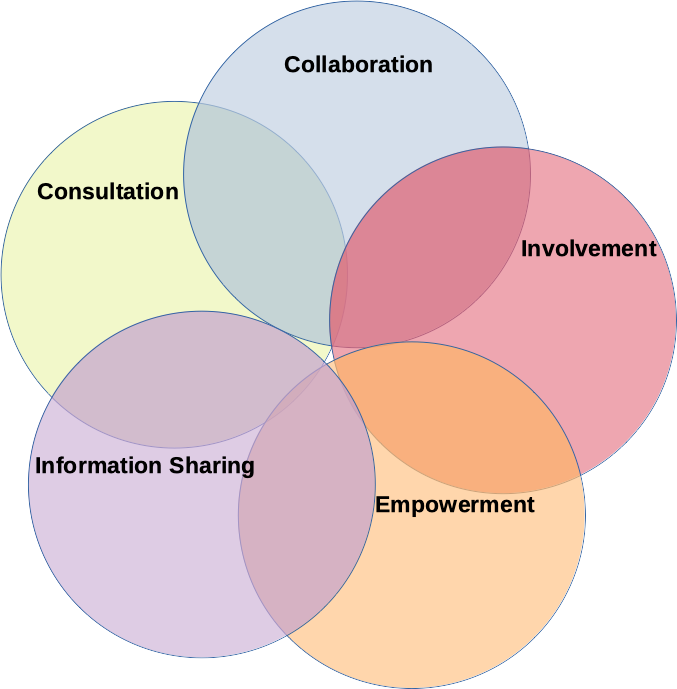 Collaboration
Consultation
Involvement
Information Sharing
Empowerment